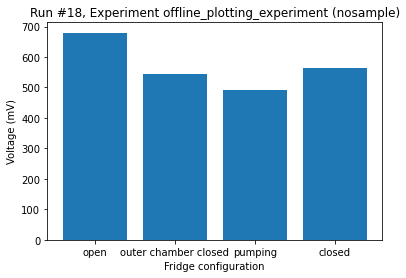 Run #18, Experiment offline_plotting_experiment (nosample)
700
600
500
400
300
200
100
0
Voltage (mV)
open outer chamber closed pumping closed
Fridge configuration